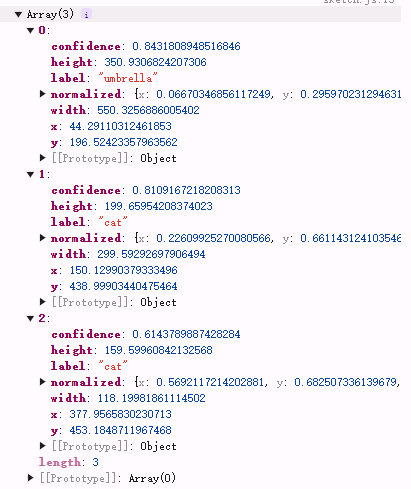 Array(3) i
0:
confidence: 0.8431808948516846
height: 350.9306824207306
label: "umbrella"
normalized: {x: 0.06670346856117249, y: 0.295970231294631
width: 550.3256886005402
x: 44.29110312461853
y: 196.52423357963562
[[Prototype]]: Object
1:
confidence: 0.8109167218208313
height: 199.65954208374023
label: "cat"
normalized: {x: 0.22609925270080566, y: 0.661143124103546
width: 299.59292697906494
x: 150.12990379333496
y: 438.99903440475464
[[Prototype]]: Object
2:
confidence: 0.6143789887428284
height: 159.59960842132568
label: "cat"
normalized: {x: 0.5692117214202881, y: 0.682507336139679,
width: 118.19981861114502
x: 377.9565830230713
y: 453.1848711967468
[[Prototype]]: Object
length: 3
[[Prototype]]: Array(0)